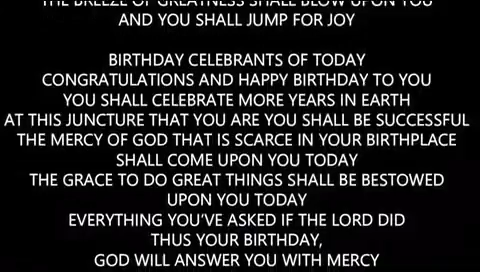 THE BREEZE OF GREATNESS SHALL BLOW UPON YOU
AND YOU SHALL JUMP FOR JOY
BIRTHDAY CELEBRANTS OF TODAY
CONGRATULATIONS AND HAPPY BIRTHDAY TO YOU
YOU SHALL CELEBRATE MORE YEARS IN EARTH
AT THIS JUNCTURE THAT YOU ARE YOU SHALL BE SUCCESSFUL
THE MERCY OF GOD THAT IS SCARCE IN YOUR BIRTHPLACE
SHALL COME UPON YOU TODAY
THE GRACE TO DO GREAT THINGS SHALL BE BESTOWED
UPON YOU TODAY
EVERYTHING YOU’VE ASKED IF THE LORD DID
THUS YOUR BIRTHDAY,
GOD WILL ANSWER YOU WITH MERCY